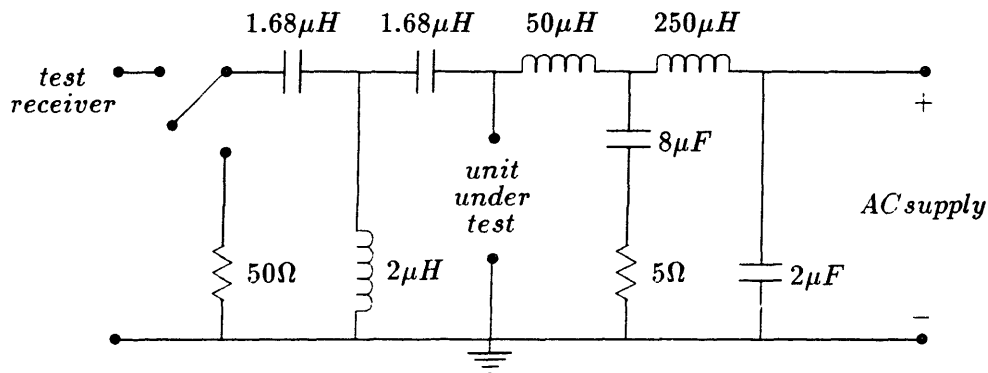 1.68μH
1.68μH
50μH
250μH
test
receiver
+
8μF
unit
under
test
AC supply
50Ω
2μH
5Ω
2μF
−